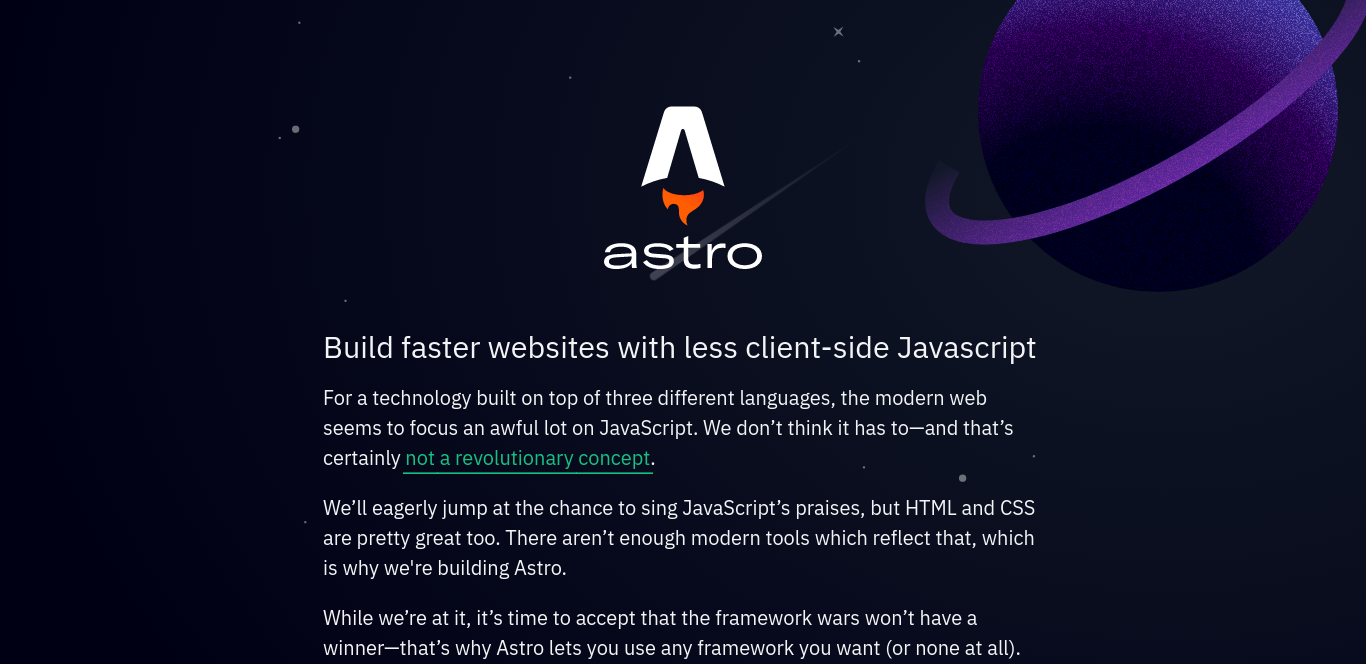 astro
Build faster websites with less client-side Javascript
For a technology built on top of three different languages, the modern web
seems to focus an awful lot on JavaScript. We don’t think it has to—and that’s
certainly not a revolutionary concept.
We’ll eagerly jump at the chance to sing JavaScript’s praises, but HTML and CSS
are pretty great too. There aren’t enough modern tools which reflect that, which
is why we're building Astro.
While we’re at it, it’s time to accept that the framework wars won’t have a
winner—that’s why Astro lets you use any framework you want (or none at all).